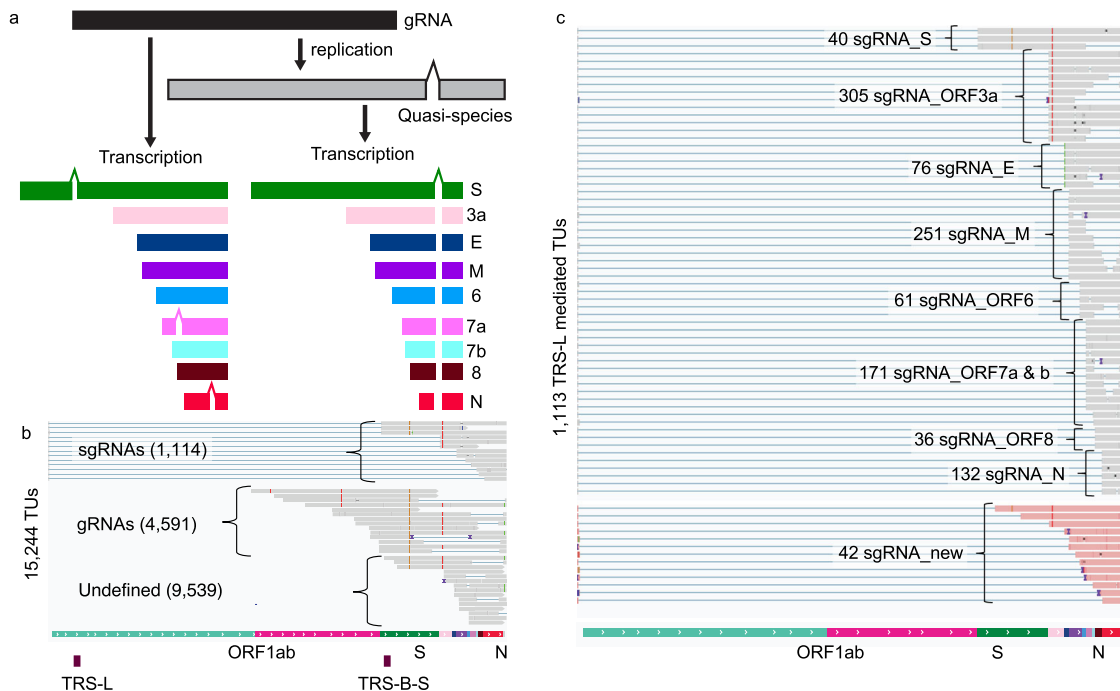 a
gRNA
replication
Quasi-species
Transcription
Transcription
S
3a
E
M
6
7a
7b
8
N
b
15,244 TUs
sgRNAs (1,114)
gRNAs (4,591)
Undefined (9,539)
ORF1ab
S
N
TRS-L
TRS-B-S
c
1,113 TRS-L mediated TUs
40 sgRNA_S
305 sgRNA_ORF3a
76 sgRNA_E
251 sgRNA_M
61 sgRNA_ORF6
171 sgRNA_ORF7a & b
36 sgRNA_ORF8
132 sgRNA_N
42 sgRNA_new
ORF1ab
S
N